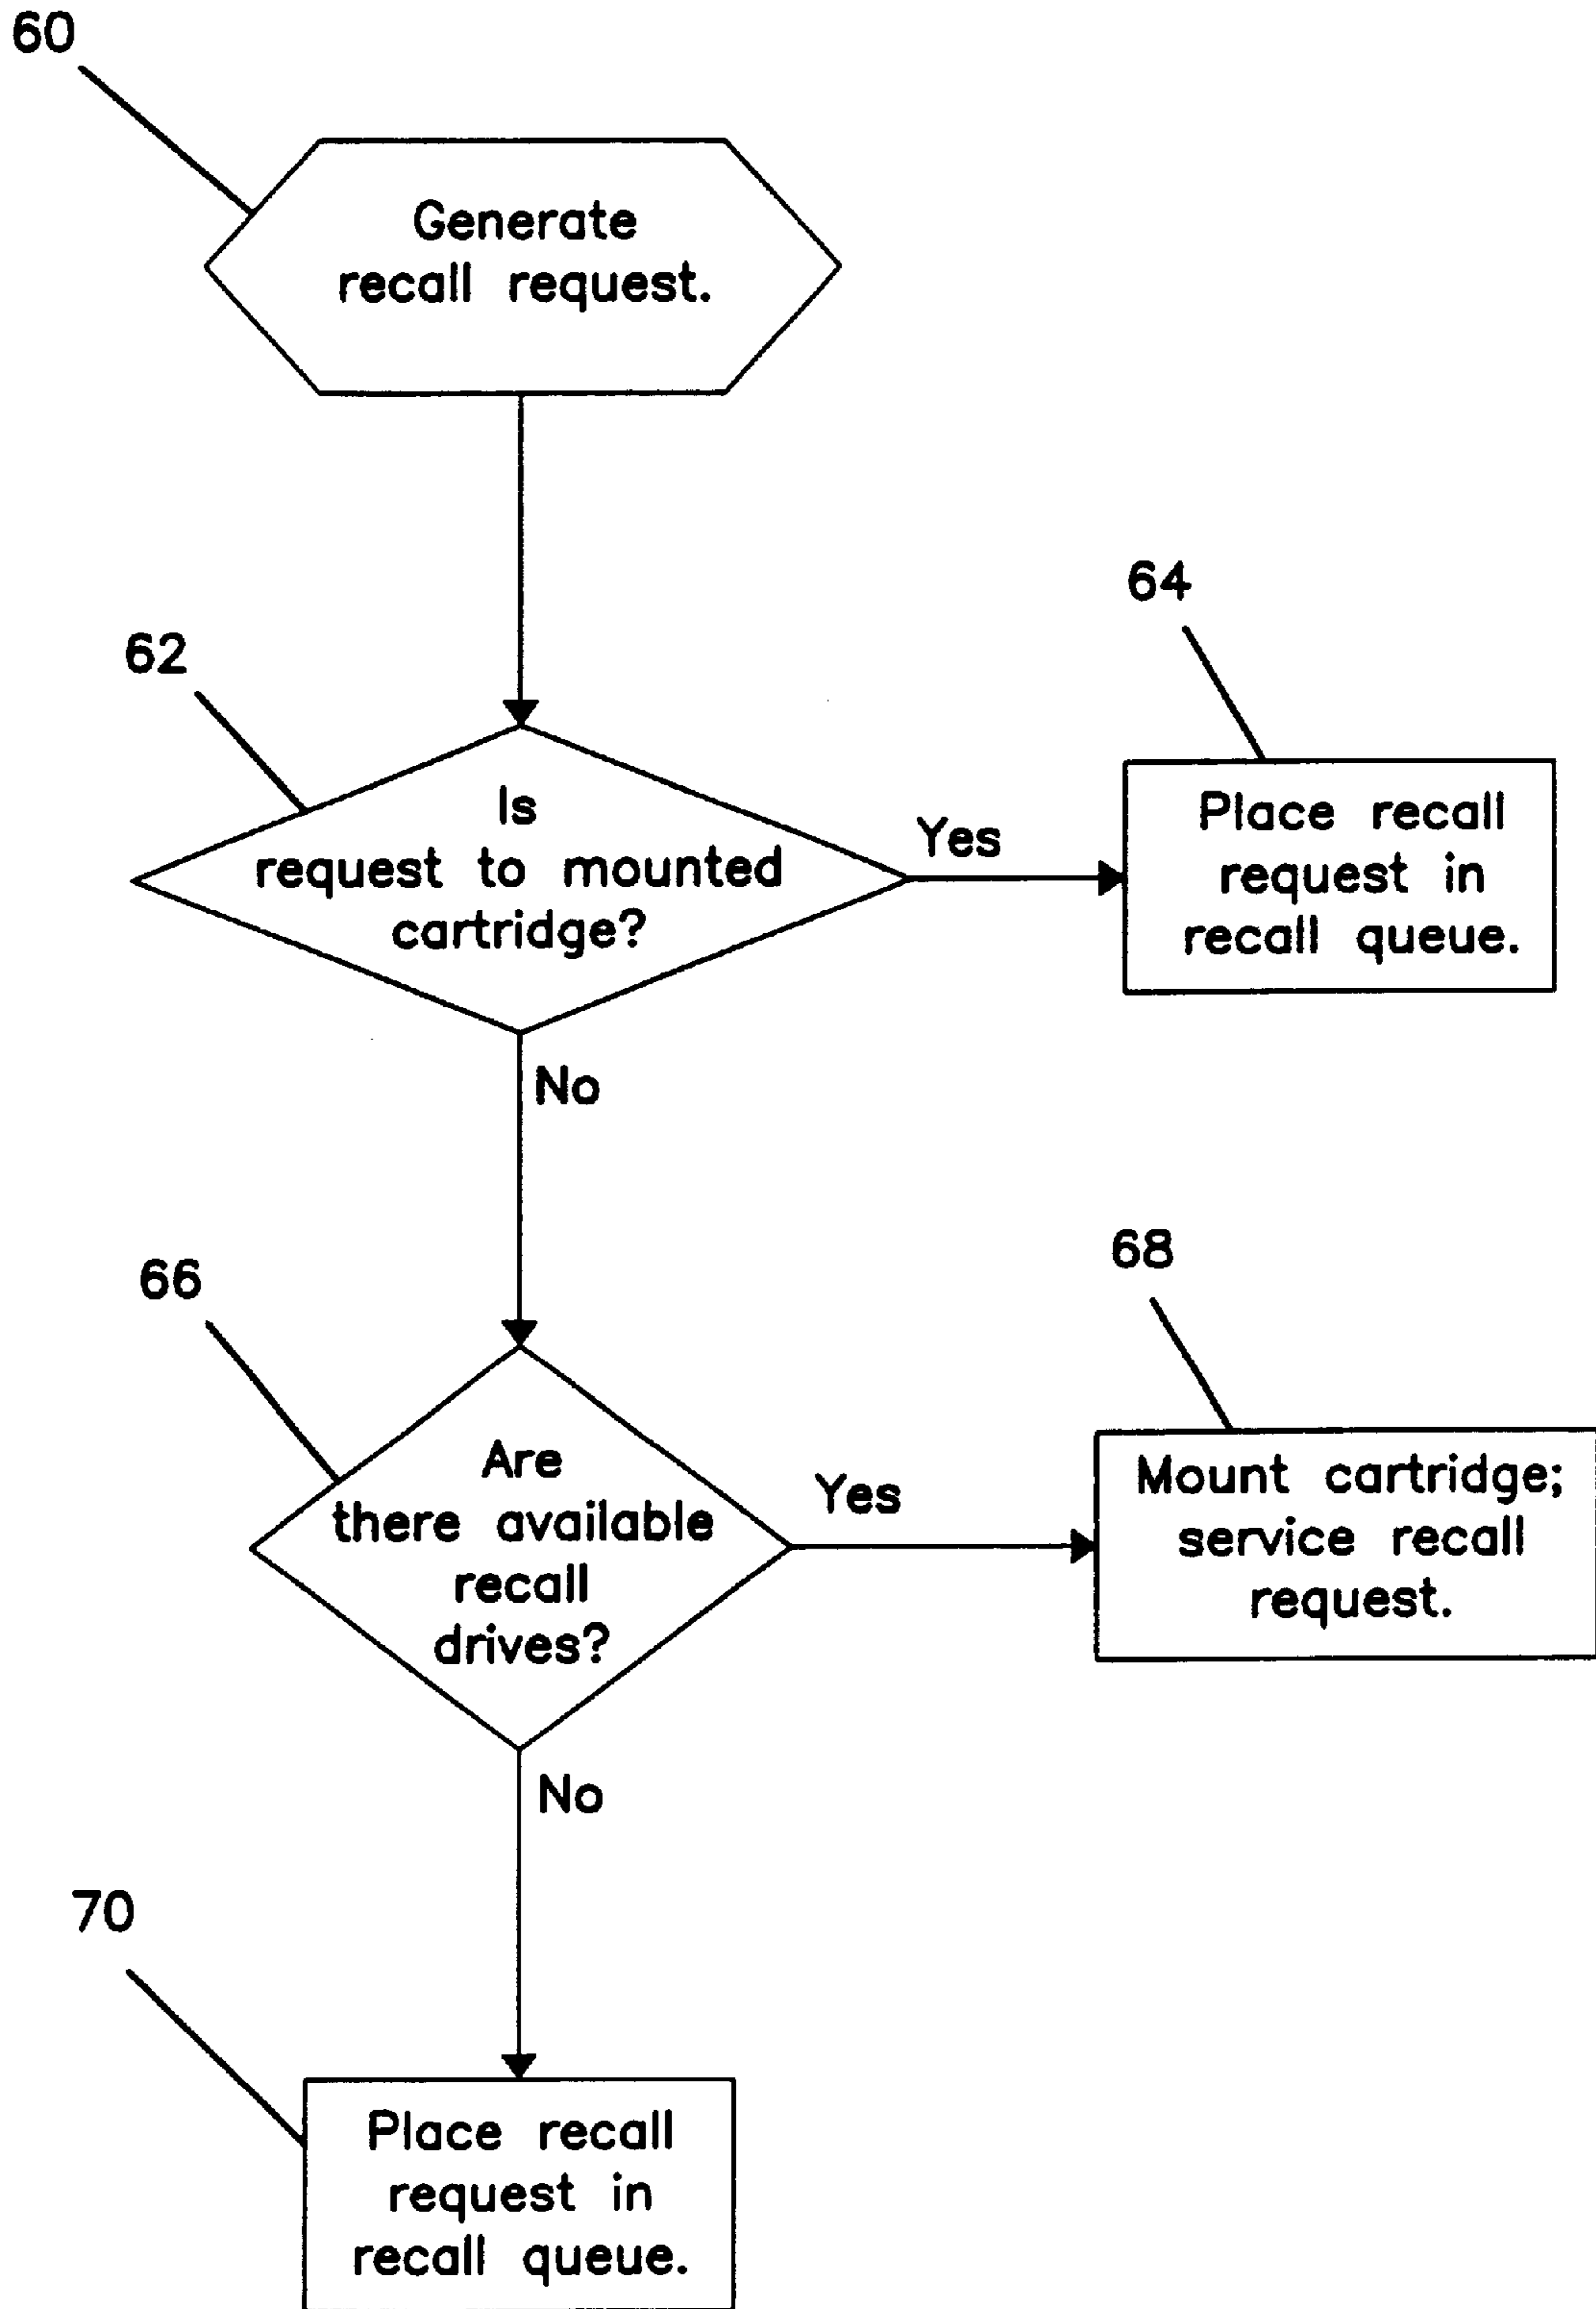 60
Generate
recall request.
62
Is
request to mounted
cartridge?
Yes
64
Place recall
request in
recall queue.
No
66
Are
there available
recall
drives?
Yes
68
Mount cartridge;
service recall
request.
No
70
Place recall
request in
recall queue.